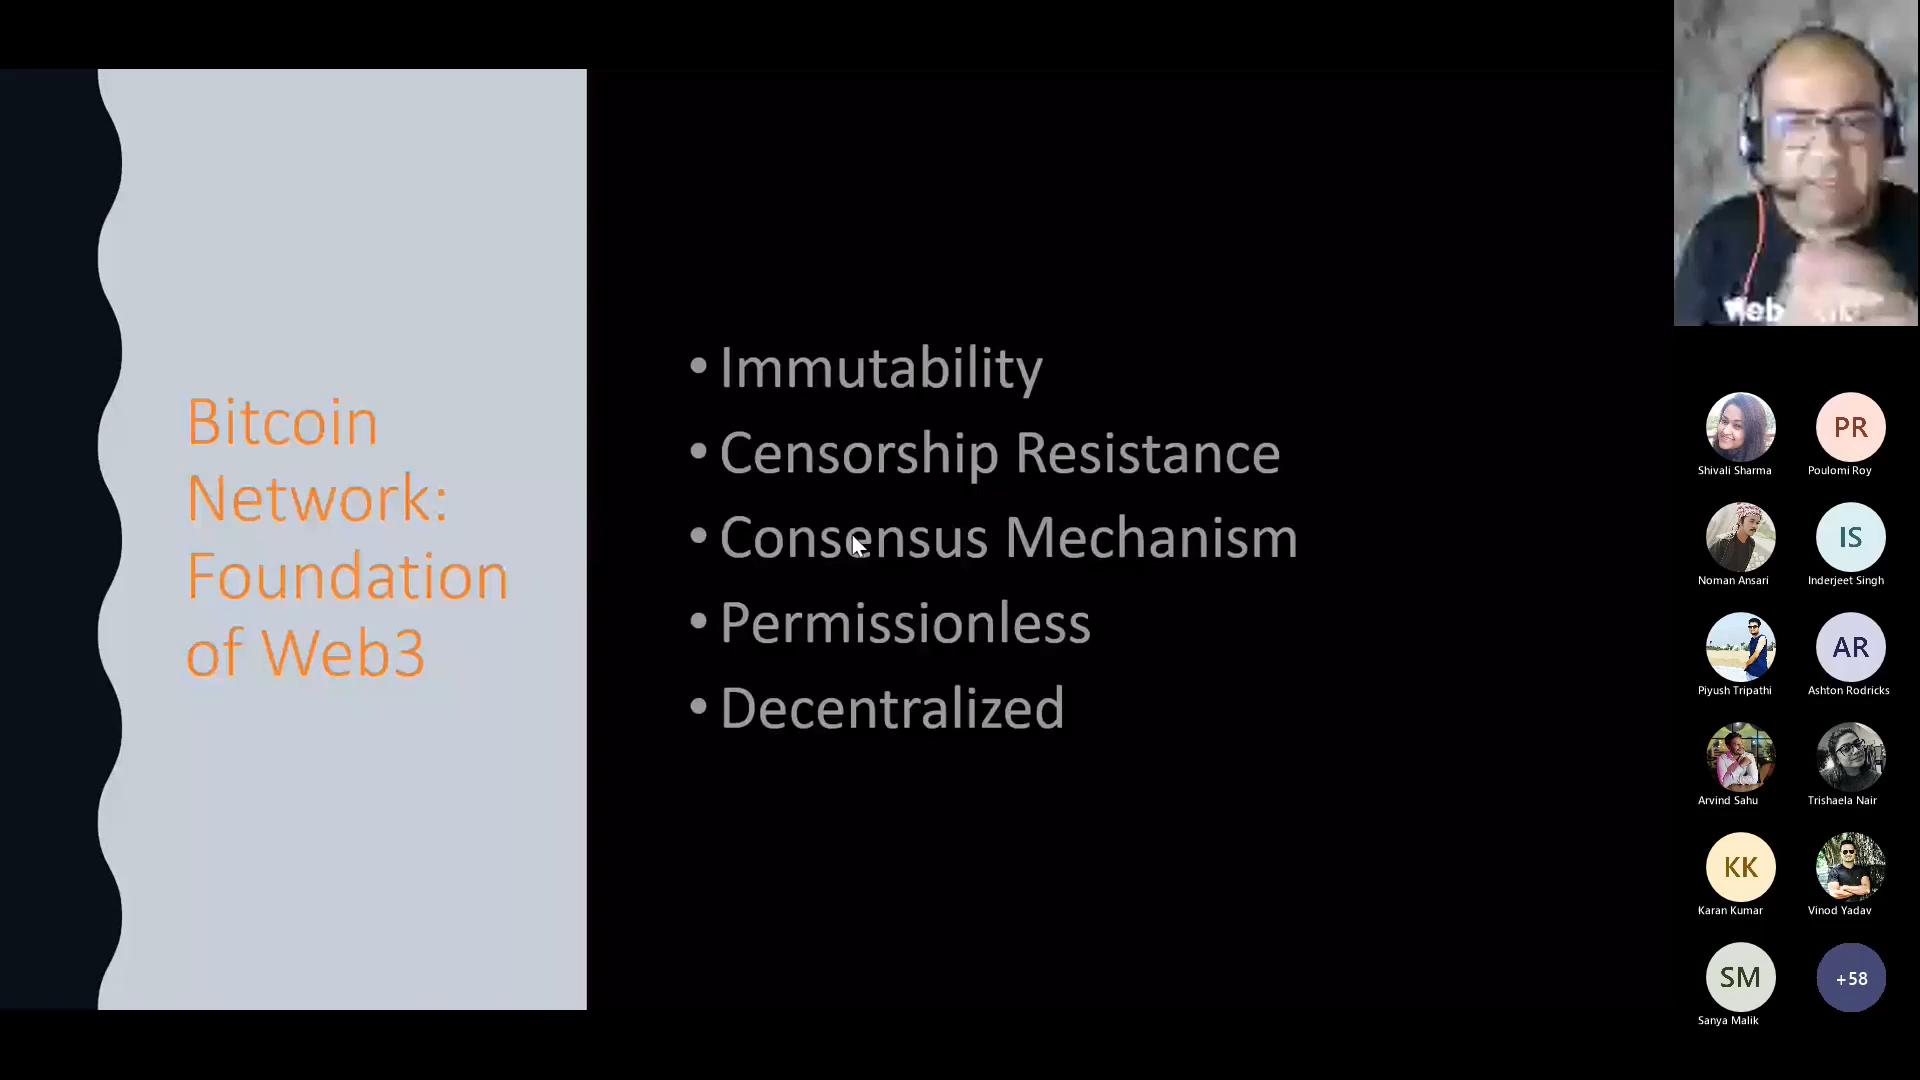 Bitcoin
Network:
Foundation
of Web3
• Immutability
• Censorship Resistance
• Consensus Mechanism
• Permissionless
• Decentralized
Web
Shivali Sharma
PR
Poulomi Roy
Noman Ansari
IS
Inderjeet Singh
Piyush Tripathi
AR
Ashton Rodricks
Arvind Sahu
Trishaela Nair
KK
Karan Kumar
Vinod Yadav
SM
Sanya Malik
+58